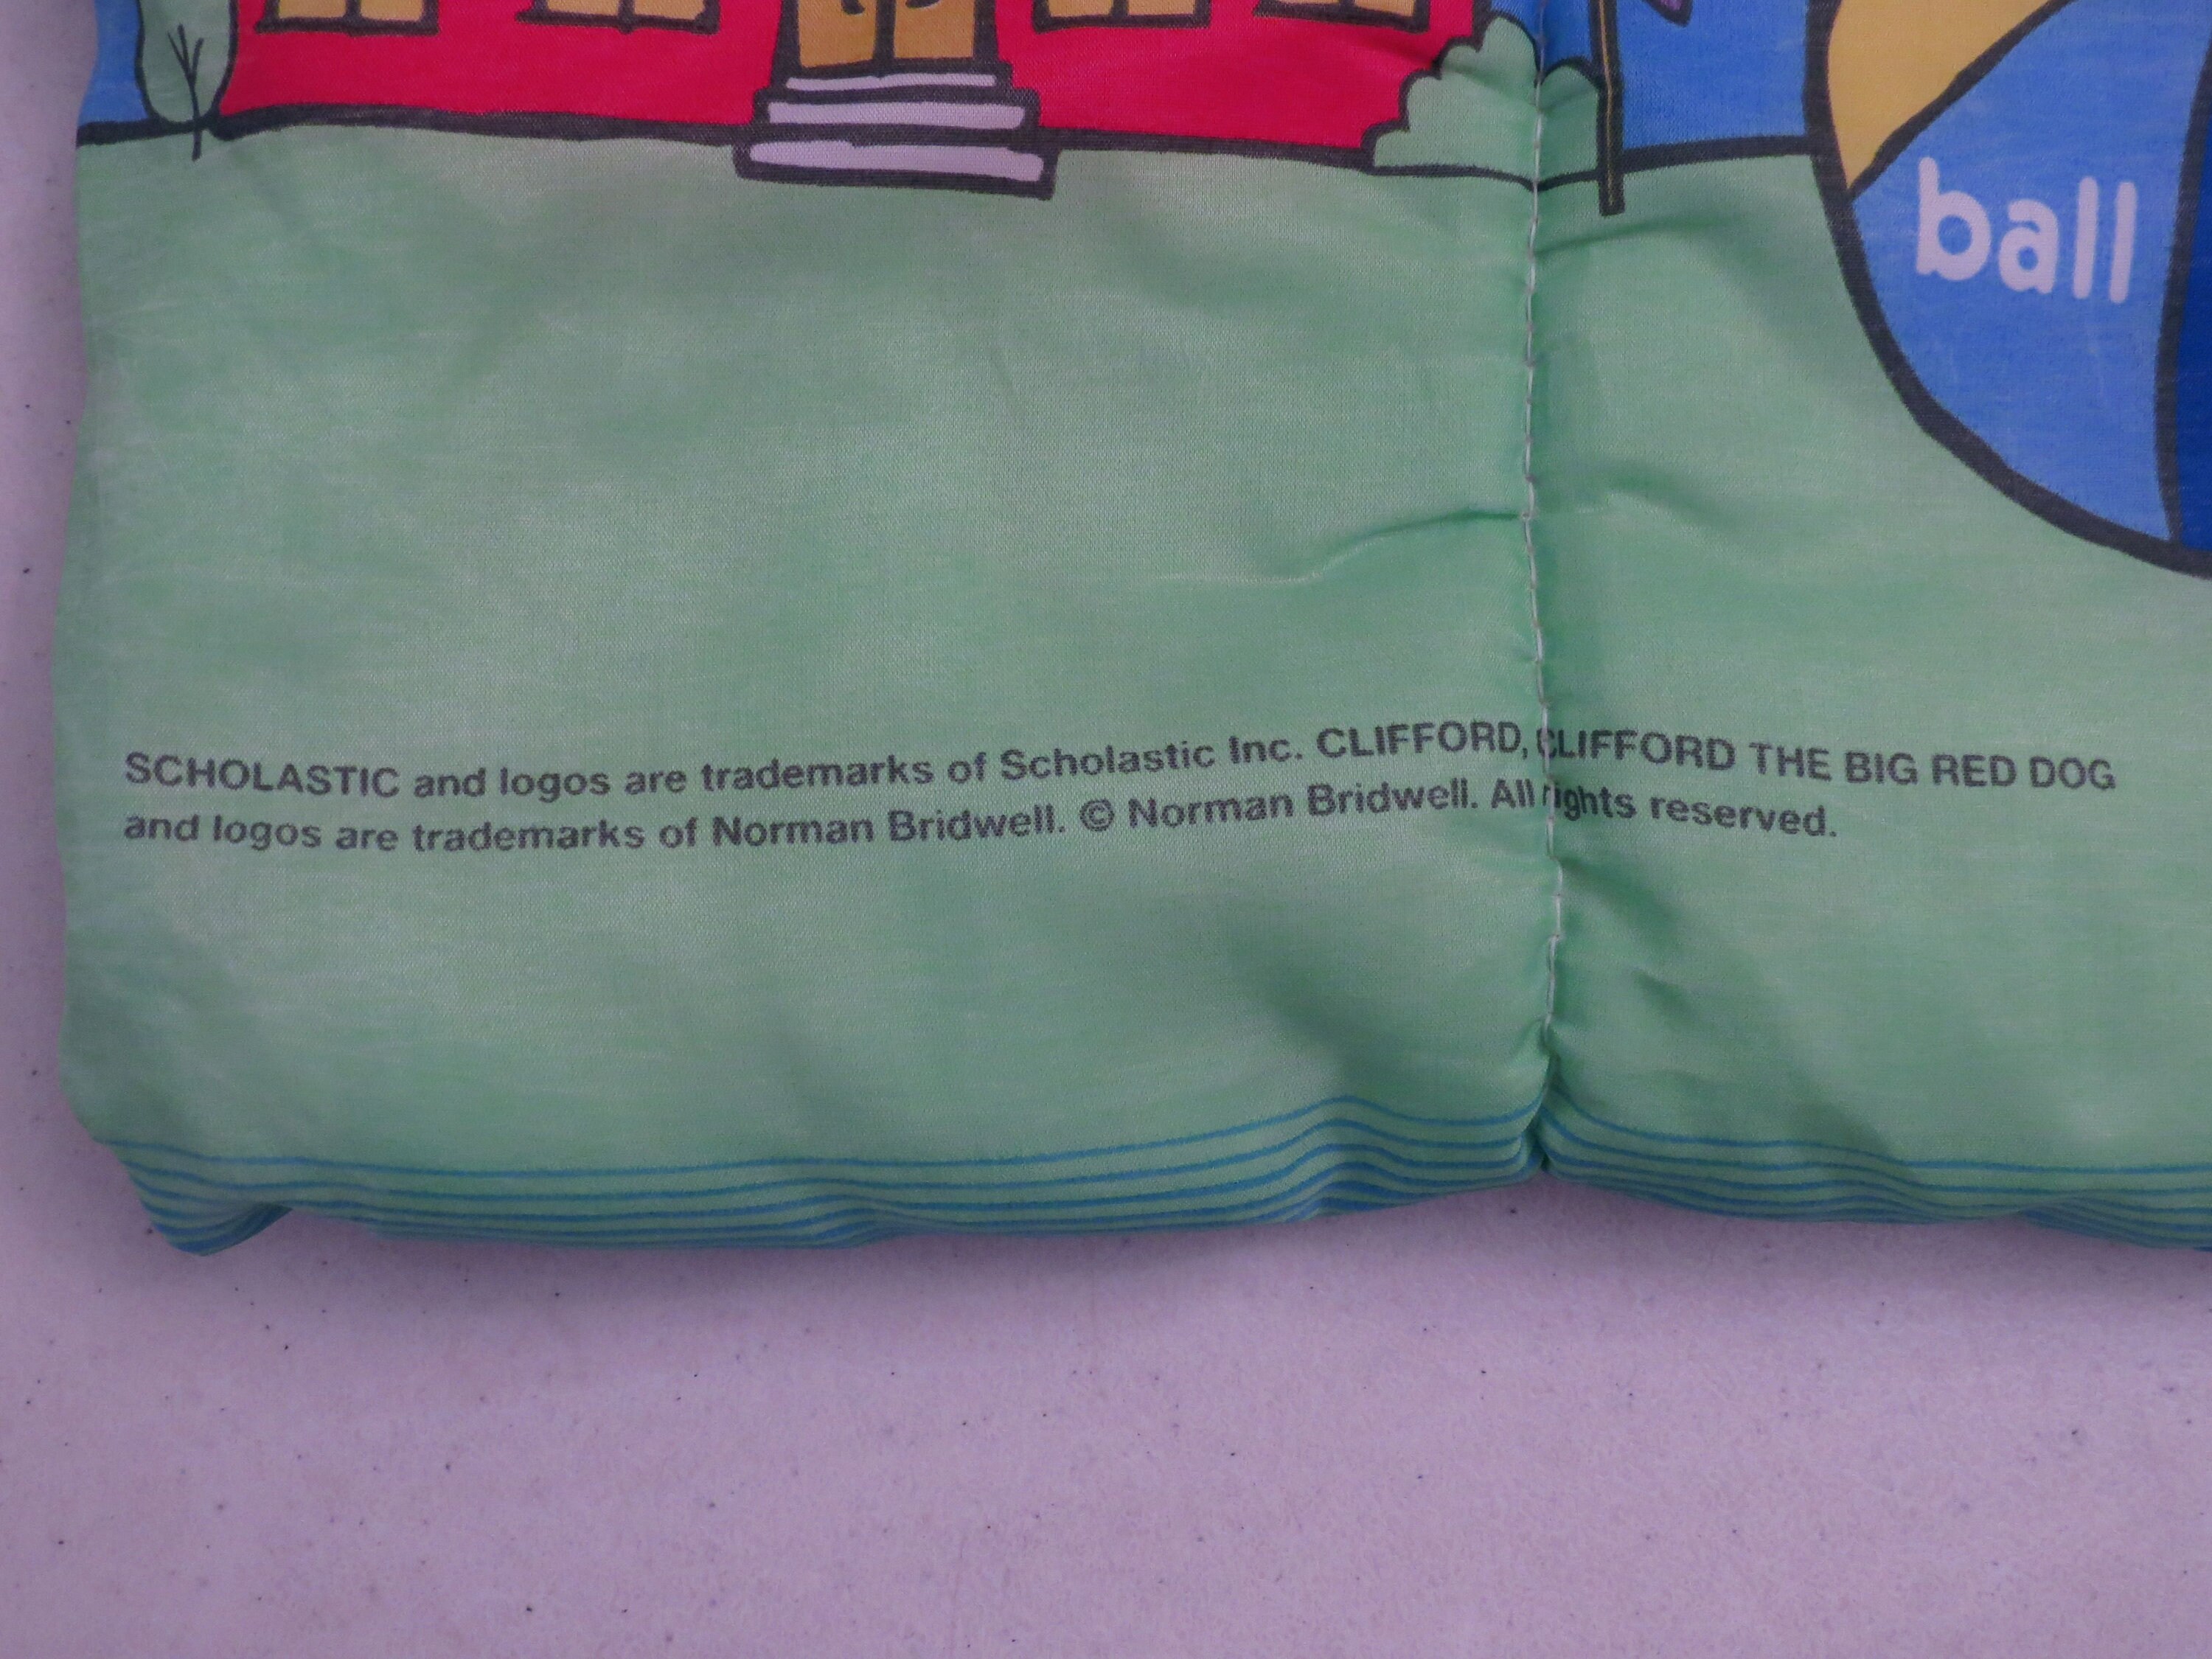 ball
SCHOLASTIC and logos are trademarks of Scholastic Inc. CLIFFORD, CLIFFORD THE BIG RED DOG
and logos are trademarks of Norman Bridwell. © Norman Bridwell. All rights reserved.